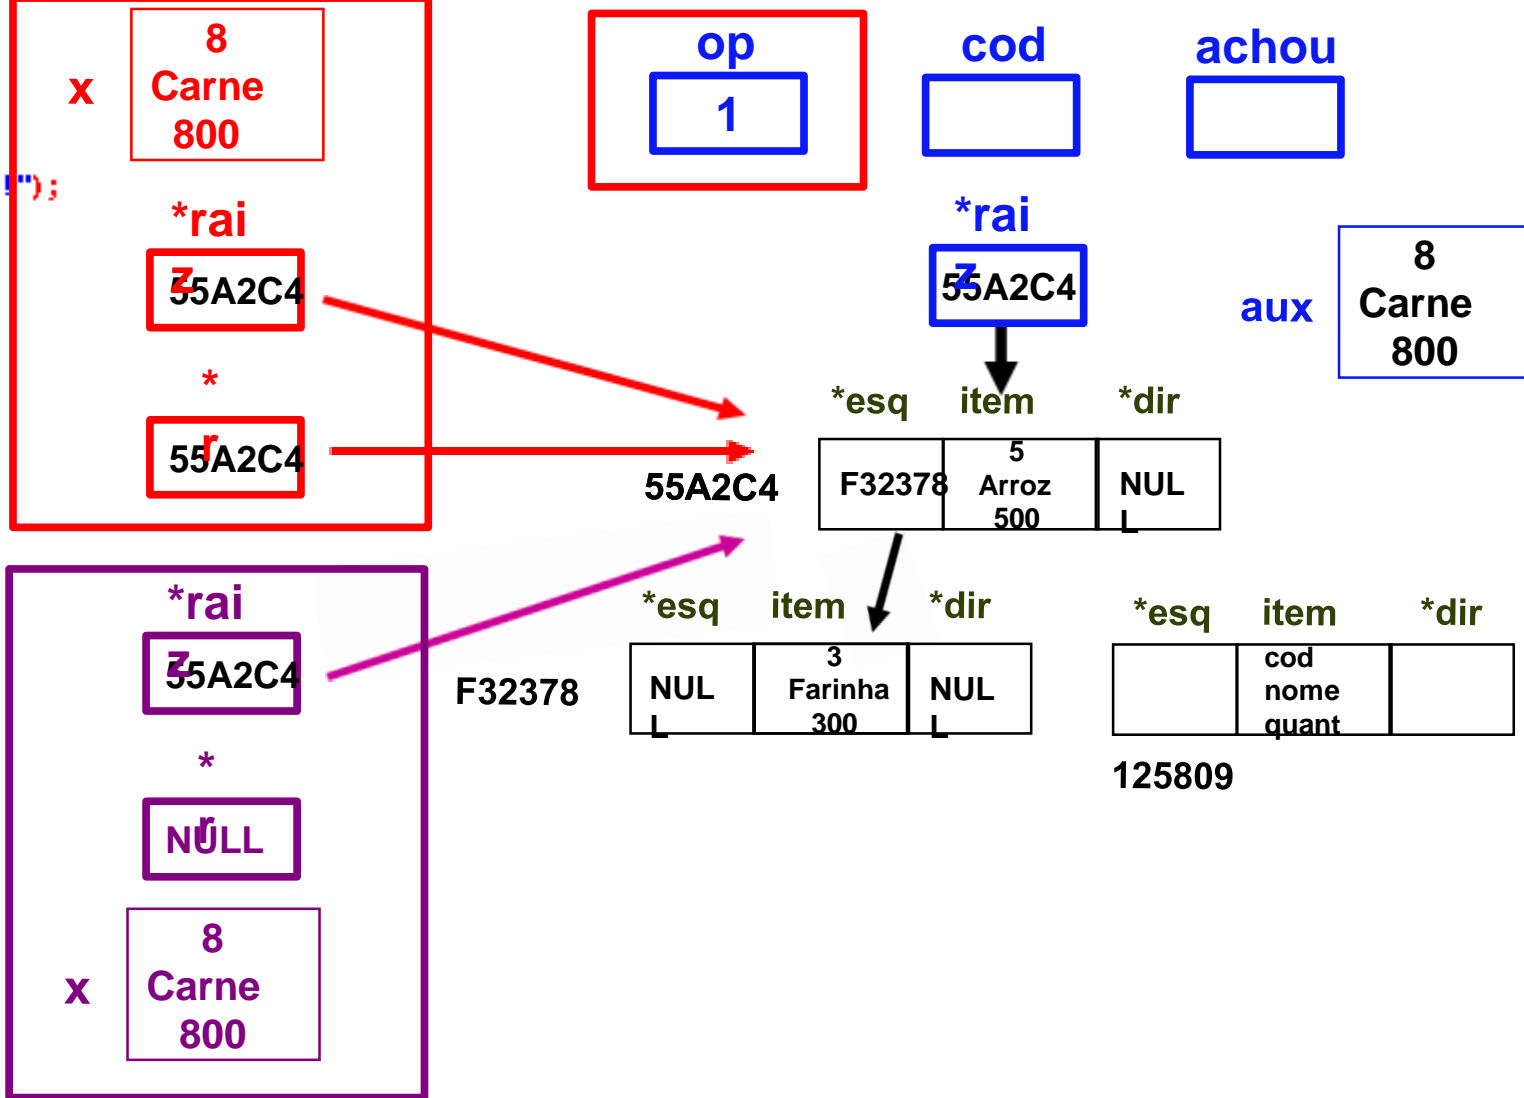 8
x
Carne
800
!");
*rai
z
55A2C4
*
r
55A2C4
op
1
cod
achou
*rai
z
55A2C4
aux
8
Carne
800
*esq item *dir
55A2C4
F32378
5
Arroz
500
NUL
L
*rai
z
55A2C4
*
r
NULL
x
8
Carne
800
*esq item *dir
F32378
NUL
L
3
Farinha
300
NUL
L
*esq item *dir
cod
nome
quant
125809